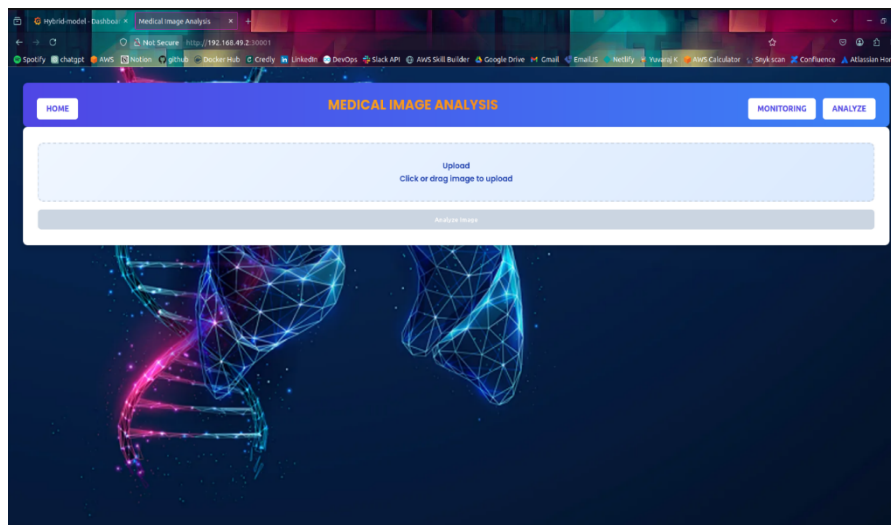 Hybrid-model - Dashboar
Medical Image Analysis
Not Secure http://192.168.49.2:30001
Spotify chatgpt AWS Notion github Docker Hub Credly Linkedin DevOps Slack API AWS Skill Builder Google Drive Gmail EmailJS Netlify Yuvaraj K AWS Calculator Snyk scan Confluence Atlassian Hor
HOME
MEDICAL IMAGE ANALYSIS
MONITORING
ANALYZE
Upload
Click or drag image to upload
Analyze Image